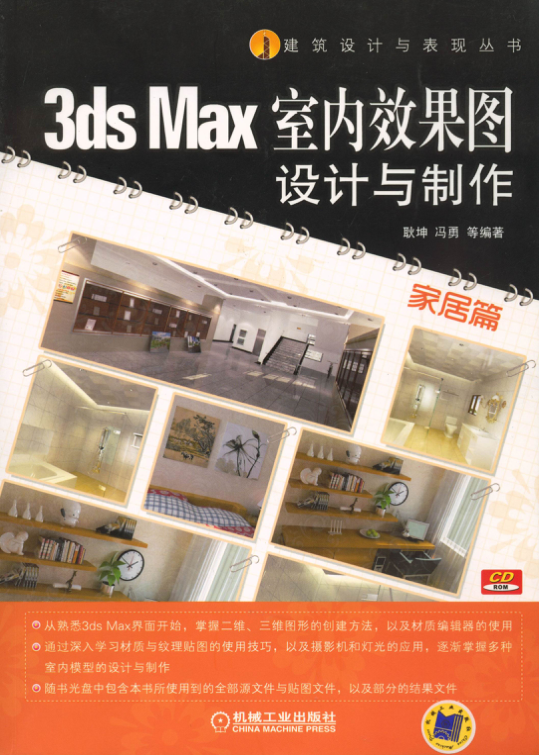 建筑设计与表现丛书
3ds Max 室内效果图
设计与制作
耿坤 冯勇 等编著
家居篇
CD
ROM
从熟悉3ds Max界面开始，掌握二维、三维图形的创建方法，以及材质编辑器的使用
通过深入学习材质与纹理贴图的使用技巧，以及摄影机和灯光的应用，逐渐掌握多种
室内模型的设计与制作
随书光盘中包含本书所使用到的全部源文件与贴图文件，以及部分的结果文件
机械工业出版社
CHINA MACHINE PRESS